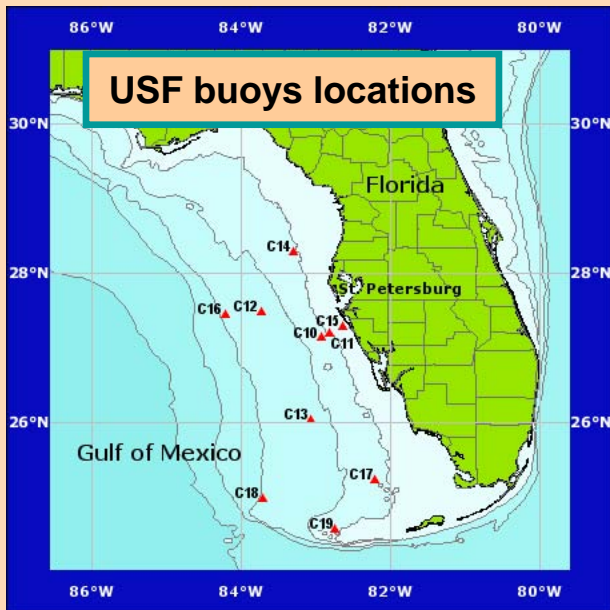 86°W 84°W 82°W 80°W
USF buoys locations
30°N 30°N
Florida
C14
28°N 28°N
St. Petersburg
C16 C12
C15
C10 C11
C13
26°N 26°N
Gulf of Mexico
C17
C18
C19
86°W 84°W 82°W 80°W